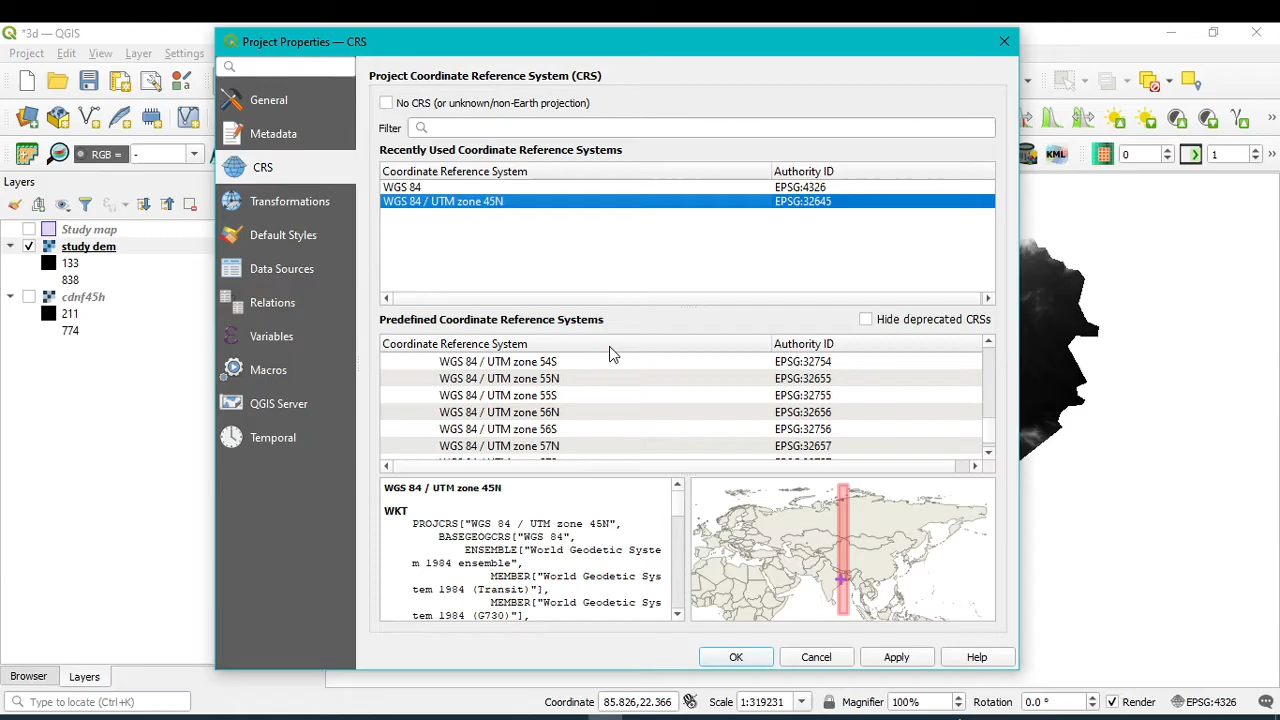 *3d — QGIS
Project Properties — CRS
Project Edit View Layer Settings
RGB = -
0
1
KML
Layers
Study map
study dem
133
838
cdnf45h
211
774
General
Metadata
CRS
Transformations
Default Styles
Data Sources
Relations
Variables
Macros
QGIS Server
Temporal
Project Coordinate Reference System (CRS)
No CRS (or unknown/non-Earth projection)
Filter
Recently Used Coordinate Reference Systems
Coordinate Reference System Authority ID
WGS 84 EPSG:4326
WGS 84 / UTM zone 45N EPSG:32645
Predefined Coordinate Reference Systems Hide deprecated CRSs
Coordinate Reference System Authority ID
WGS 84 / UTM zone 54S EPSG:32754
WGS 84 / UTM zone 55N EPSG:32655
WGS 84 / UTM zone 55S EPSG:32755
WGS 84 / UTM zone 56N EPSG:32656
WGS 84 / UTM zone 56S EPSG:32756
WGS 84 / UTM zone 57N EPSG:32657
WGS 84 / UTM zone 45N
WKT
PROJCRS["WGS 84 / UTM zone 45N",
BASEGEOGCRS["WGS 84",
ENSEMBLE["World Geodetic Syste
m 1984 ensemble",
MEMBER["World Geodetic Sys
tem 1984 (Transit)"],
MEMBER["World Geodetic Sys
tem 1984 (G730)"],
OK Cancel Apply Help
Browser Layers
Type to locate (Ctrl+K) Coordinate 85.826,22.366 Scale 1:319231 Magnifier 100% Rotation 0.0 ° Render EPSG:4326